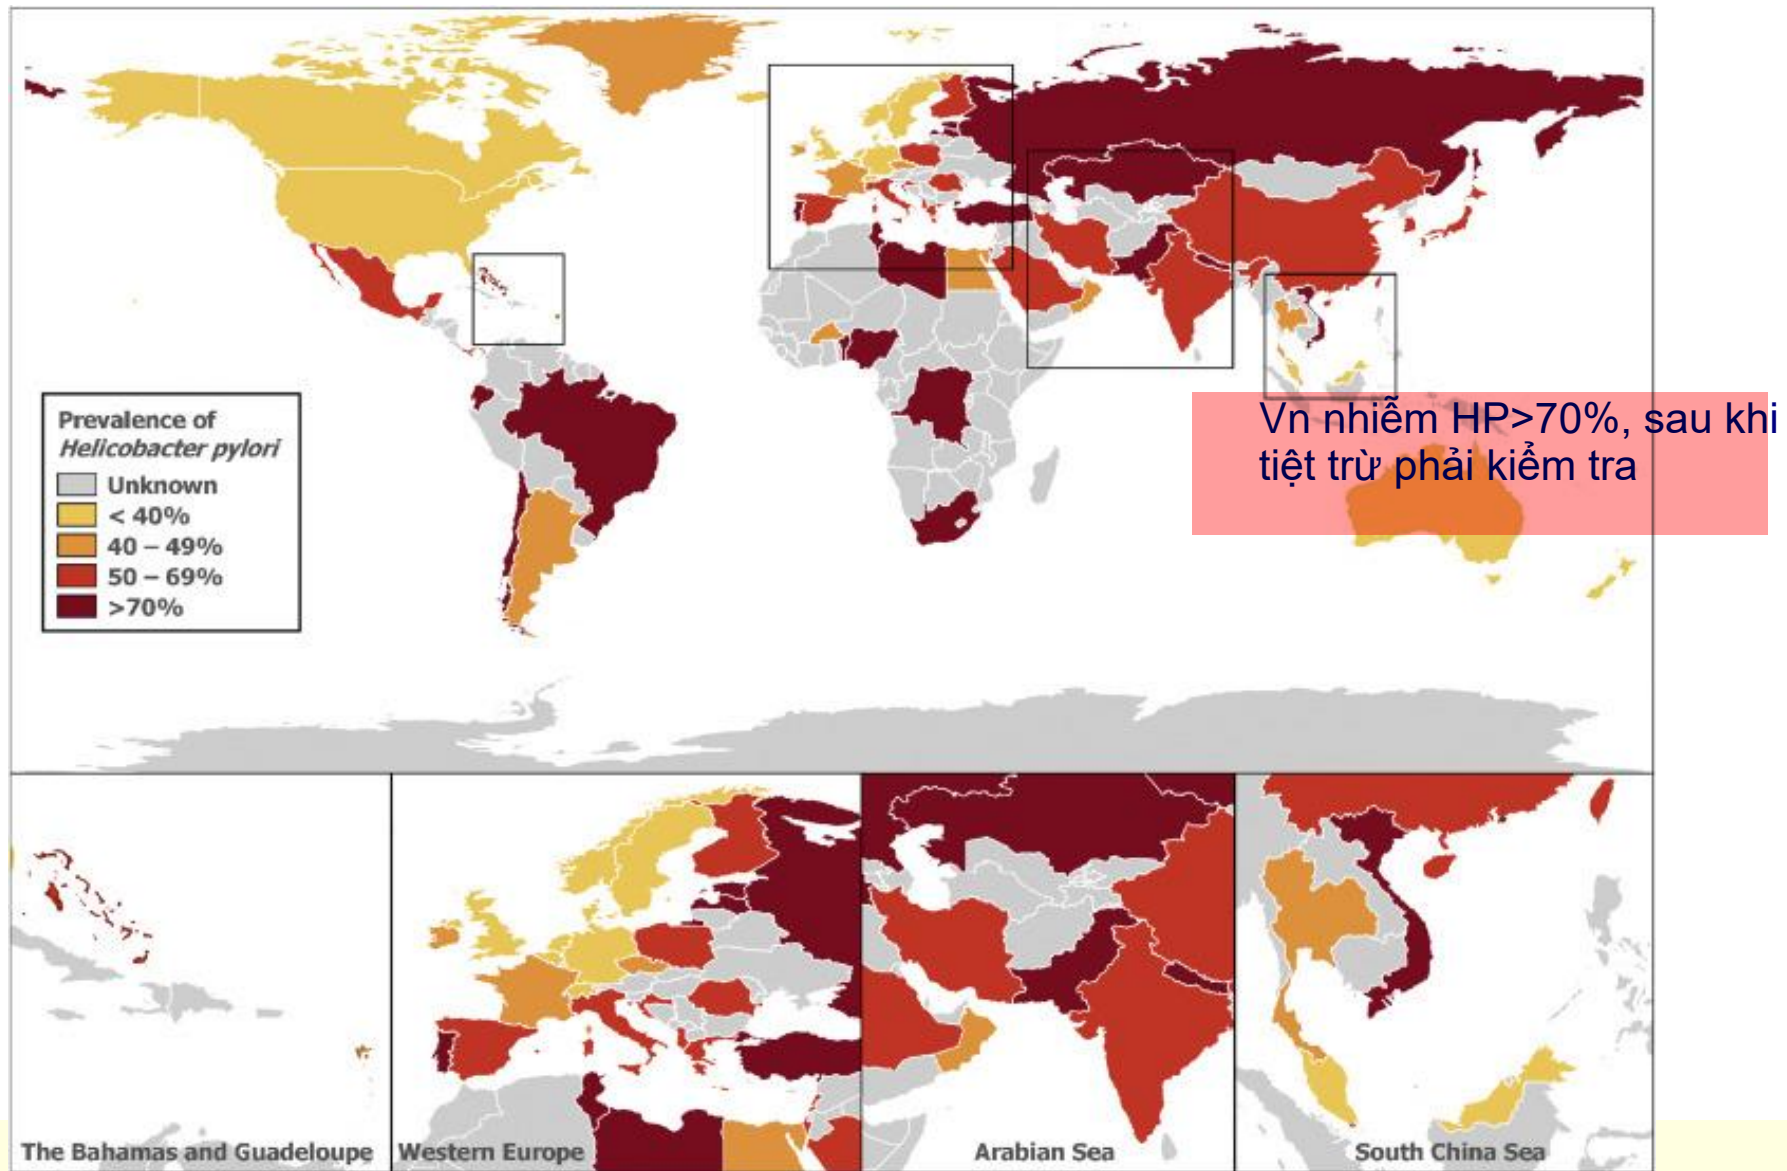 Prevalence of
Helicobacter pylori
Unknown
< 40%
40 – 49%
50 – 69%
>70%
Vn nhiễm HP>70%, sau khi
tiệt trừ phải kiểm tra
The Bahamas and Guadeloupe
Western Europe
Arabian Sea
South China Sea